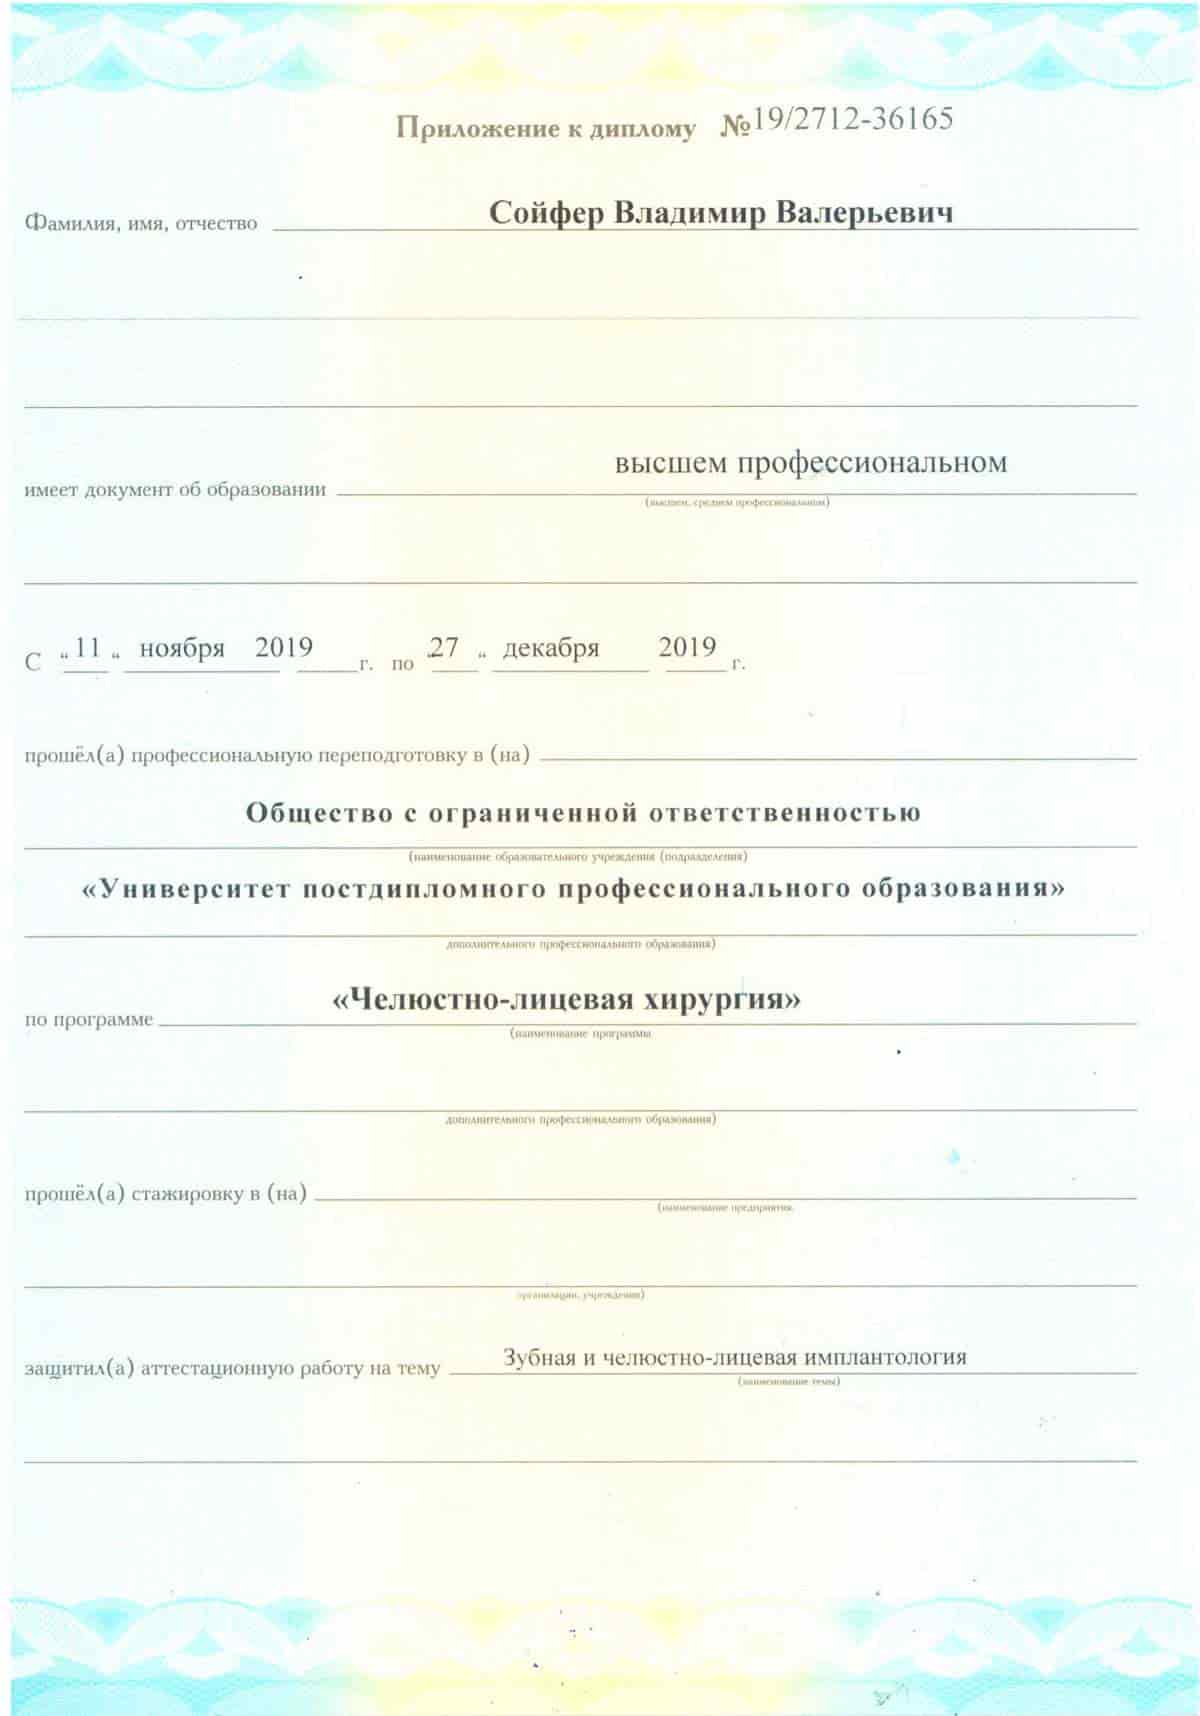 Приложение к диплому №19/2712-36165
Фамилия, имя, отчество Сойфер Владимир Валерьевич
имеет документ об образовании высшем профессиональном
(высшем, среднем профессиональном)
С „ 11 “ ноября 2019 г. по „ 27 “ декабря 2019 г.
прошёл(а) профессиональную переподготовку в (на)
Общество с ограниченной ответственностью
(наименование образовательного учреждения (подразделения)
«Университет постдипломного профессионального образования»
дополнительного профессионального образования)
по программе «Челюстно-лицевая хирургия»
(наименование программы
дополнительного профессионального образования)
прошёл(а) стажировку в (на)
(наименование предприятия,
организации, учреждения)
защитил(а) аттестационную работу на тему Зубная и челюстно-лицевая имплантология
(наименование темы)